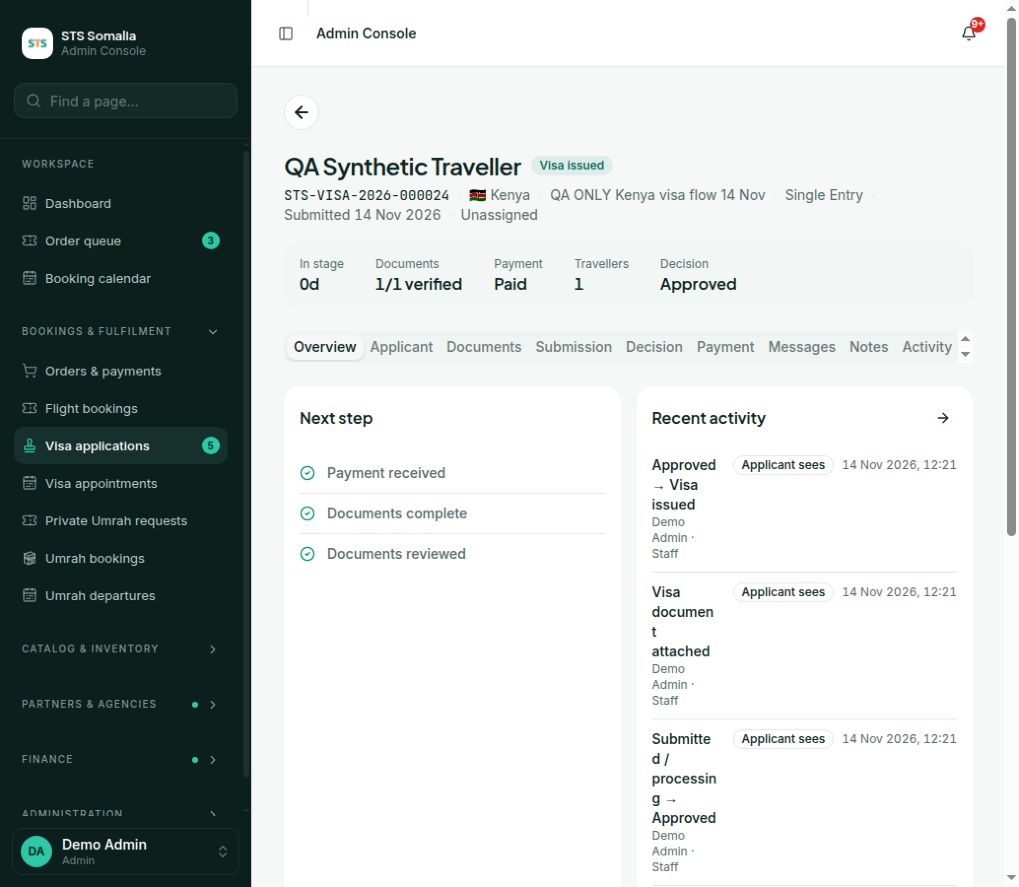 STS
STS Somalia
Admin Console
Find a page...
WORKSPACE
Dashboard
Order queue
3
Booking calendar
BOOKINGS & FULFILMENT
Orders & payments
Flight bookings
Visa applications
5
Visa appointments
Private Umrah requests
Umrah bookings
Umrah departures
CATALOG & INVENTORY
PARTNERS & AGENCIES
FINANCE
ADMINISTRATION
DA
Demo Admin
Admin
Admin Console
9+
QA Synthetic Traveller
Visa issued
STS-VISA-2026-000024 · Kenya · QA ONLY Kenya visa flow 14 Nov · Single Entry ·
Submitted 14 Nov 2026 · Unassigned
In stage
0d
Documents
1/1 verified
Payment
Paid
Travellers
1
Decision
Approved
Overview
Applicant
Documents
Submission
Decision
Payment
Messages
Notes
Activity
Next step
Payment received
Documents complete
Documents reviewed
Recent activity
Approved
→ Visa
issued
Demo
Admin ·
Staff
Applicant sees
14 Nov 2026, 12:21
Visa
documen
t
attached
Demo
Admin ·
Staff
Applicant sees
14 Nov 2026, 12:21
Submitte
d /
processin
g →
Approved
Demo
Admin ·
Staff
Applicant sees
14 Nov 2026, 12:21